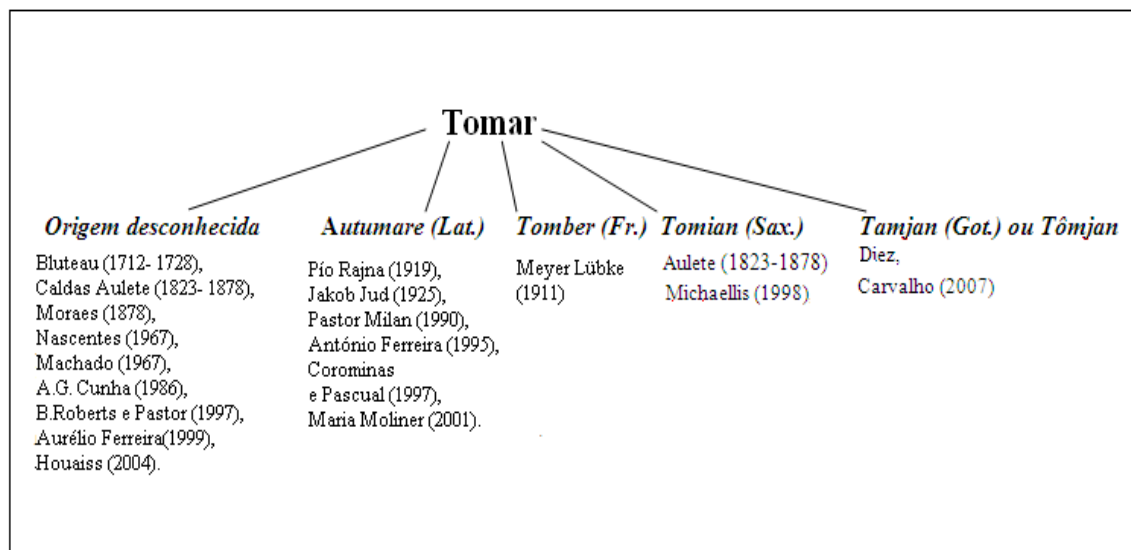 Tomar
Origem desconhecida
Bluteau (1712- 1728),
Caldas Aulete (1823- 1878),
Moraes (1878),
Nascentes (1967),
Machado (1967),
A.G. Cunha (1986),
B.Roberts e Pastor (1997),
Aurélio Ferreira(1999),
Houaiss (2004).
Autumare (Lat.)
Pío Rajna (1919),
Jakob Jud (1925),
Pastor Milan (1990),
António Ferreira (1995),
Corominas
e Pascual (1997),
Maria Moliner (2001).
Tomber (Fr.)
Meyer Lübke
(1911)
Tomian (Sax.)
Aulete (1823-1878)
Michaellis (1998)
Tamjan (Got.) ou Tômjan
Diez,
Carvalho (2007)